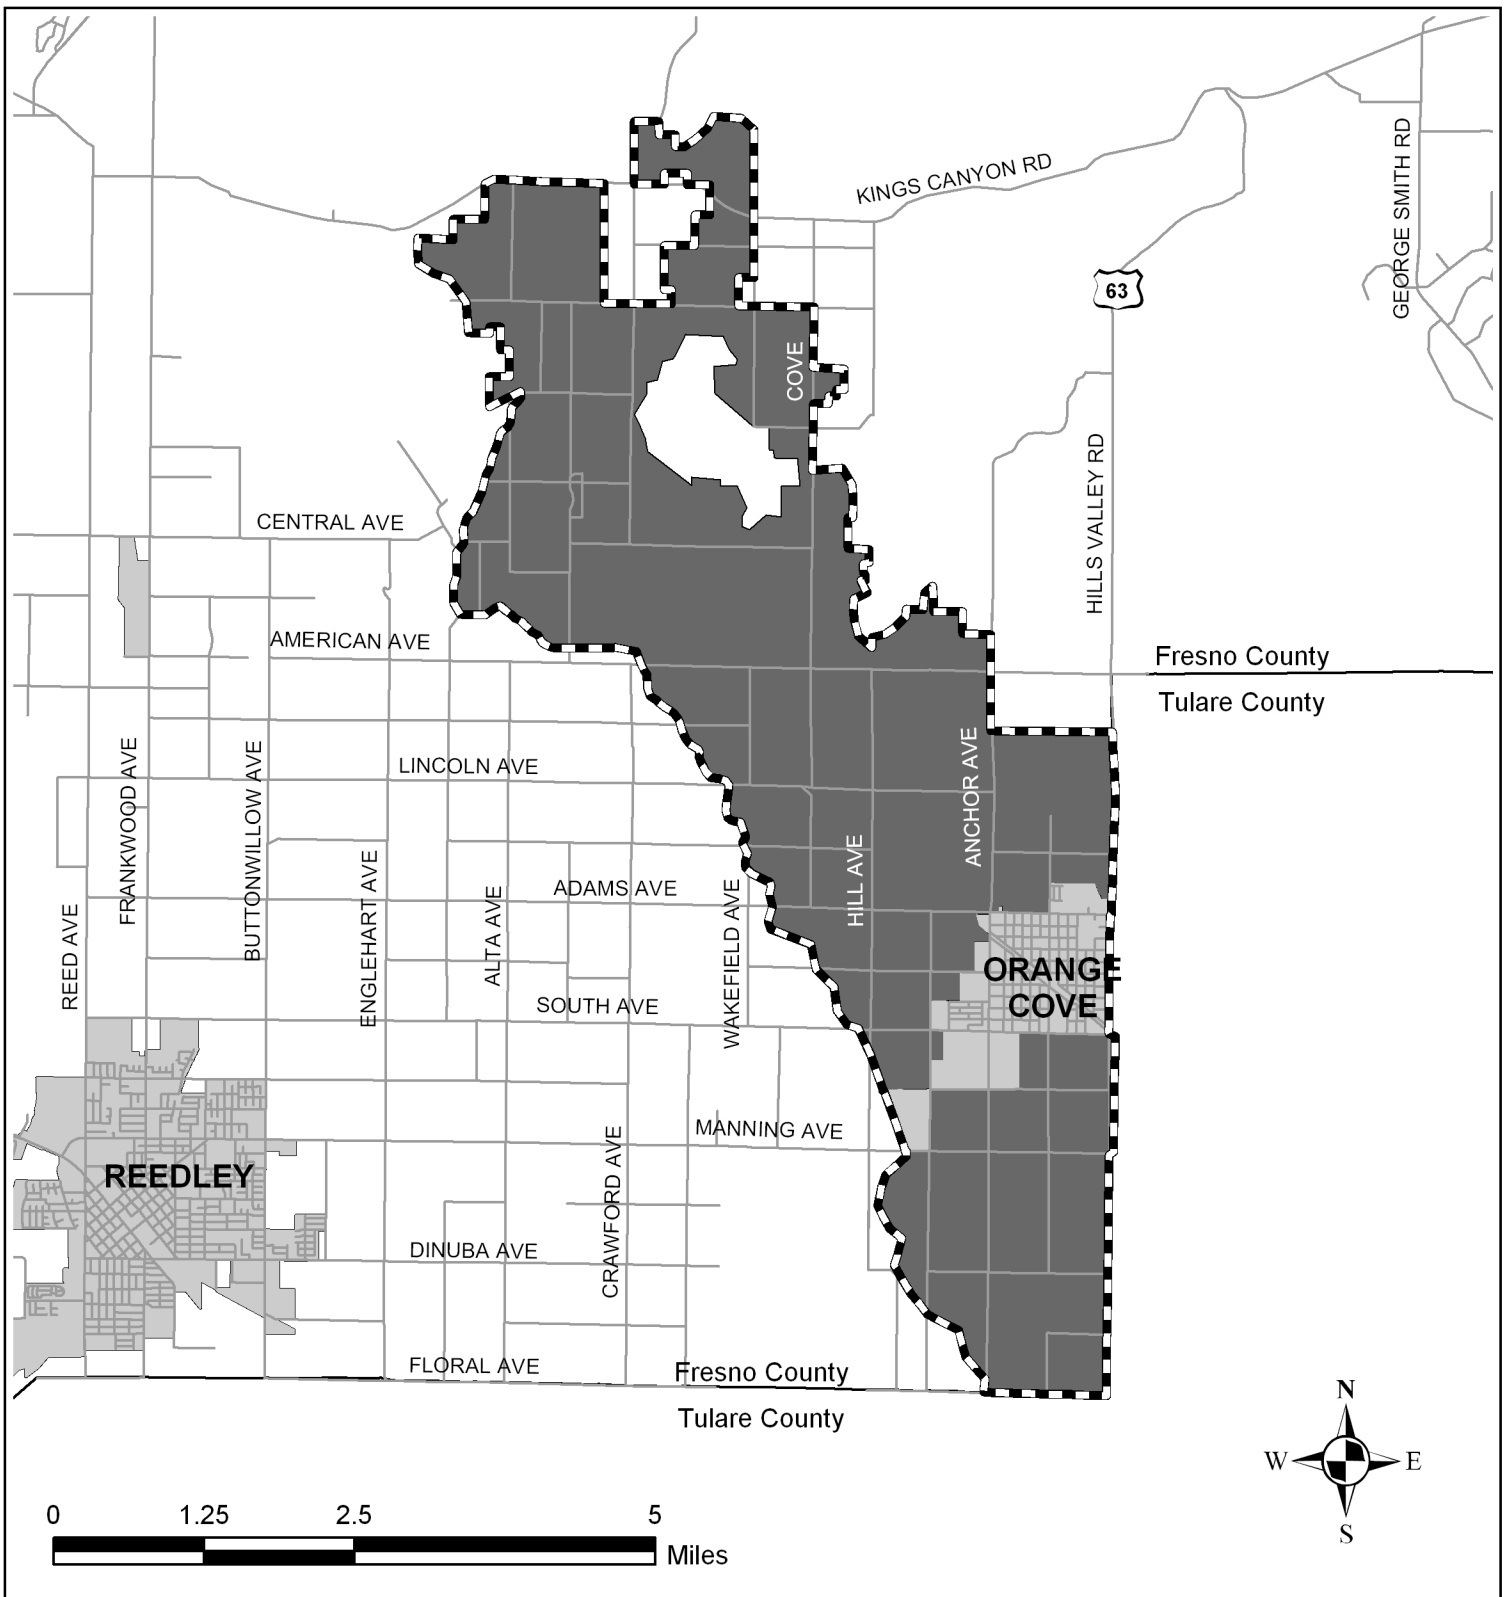 KINGS CANYON RD
GEORGE SMITH RD
63
COVE
HILLS VALLEY RD
CENTRAL AVE
AMERICAN AVE
Fresno County
Tulare County
LINCOLN AVE
FRANKWOOD AVE
BUTTONWILLOW AVE
ANCHOR AVE
HILL AVE
ENGLEHART AVE
ADAMS AVE
ALTA AVE
WAKEFIELD AVE
REED AVE
ORANGE
COVE
SOUTH AVE
MANNING AVE
REEDLEY
CRAWFORD AVE
DINUBA AVE
FLORAL AVE
Fresno County
Tulare County
N
W
E
S
0 1.25 2.5 5
Miles